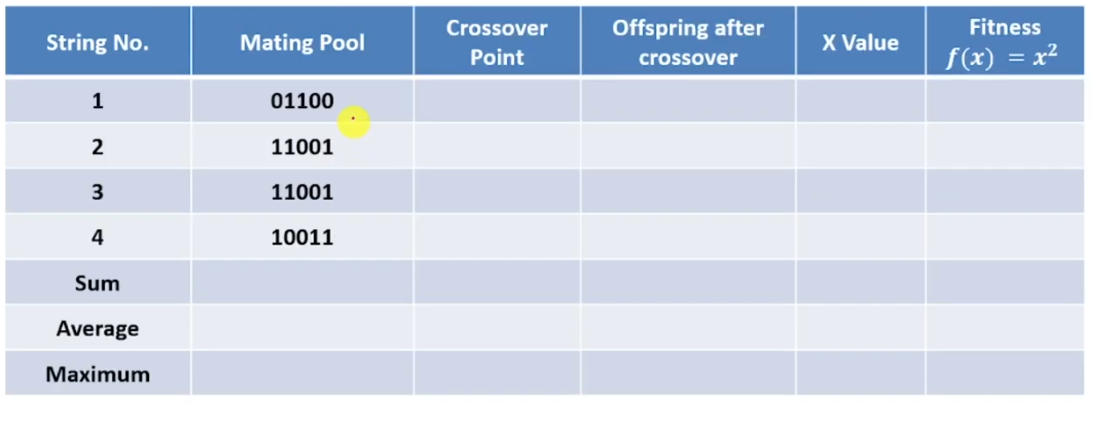 String No. Mating Pool Crossover Point Offspring after crossover X Value Fitness f(x) = x²
1 01100
2 11001
3 11001
4 10011
Sum
Average
Maximum